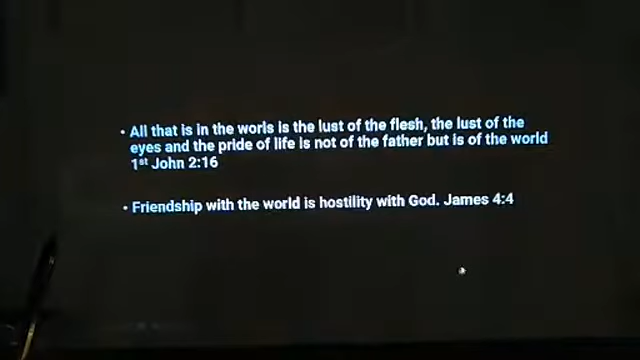 • All that is in the worls is the lust of the flesh, the lust of the
eyes and the pride of life is not of the father but is of the world
1st John 2:16
• Friendship with the world is hostility with God. James 4:4